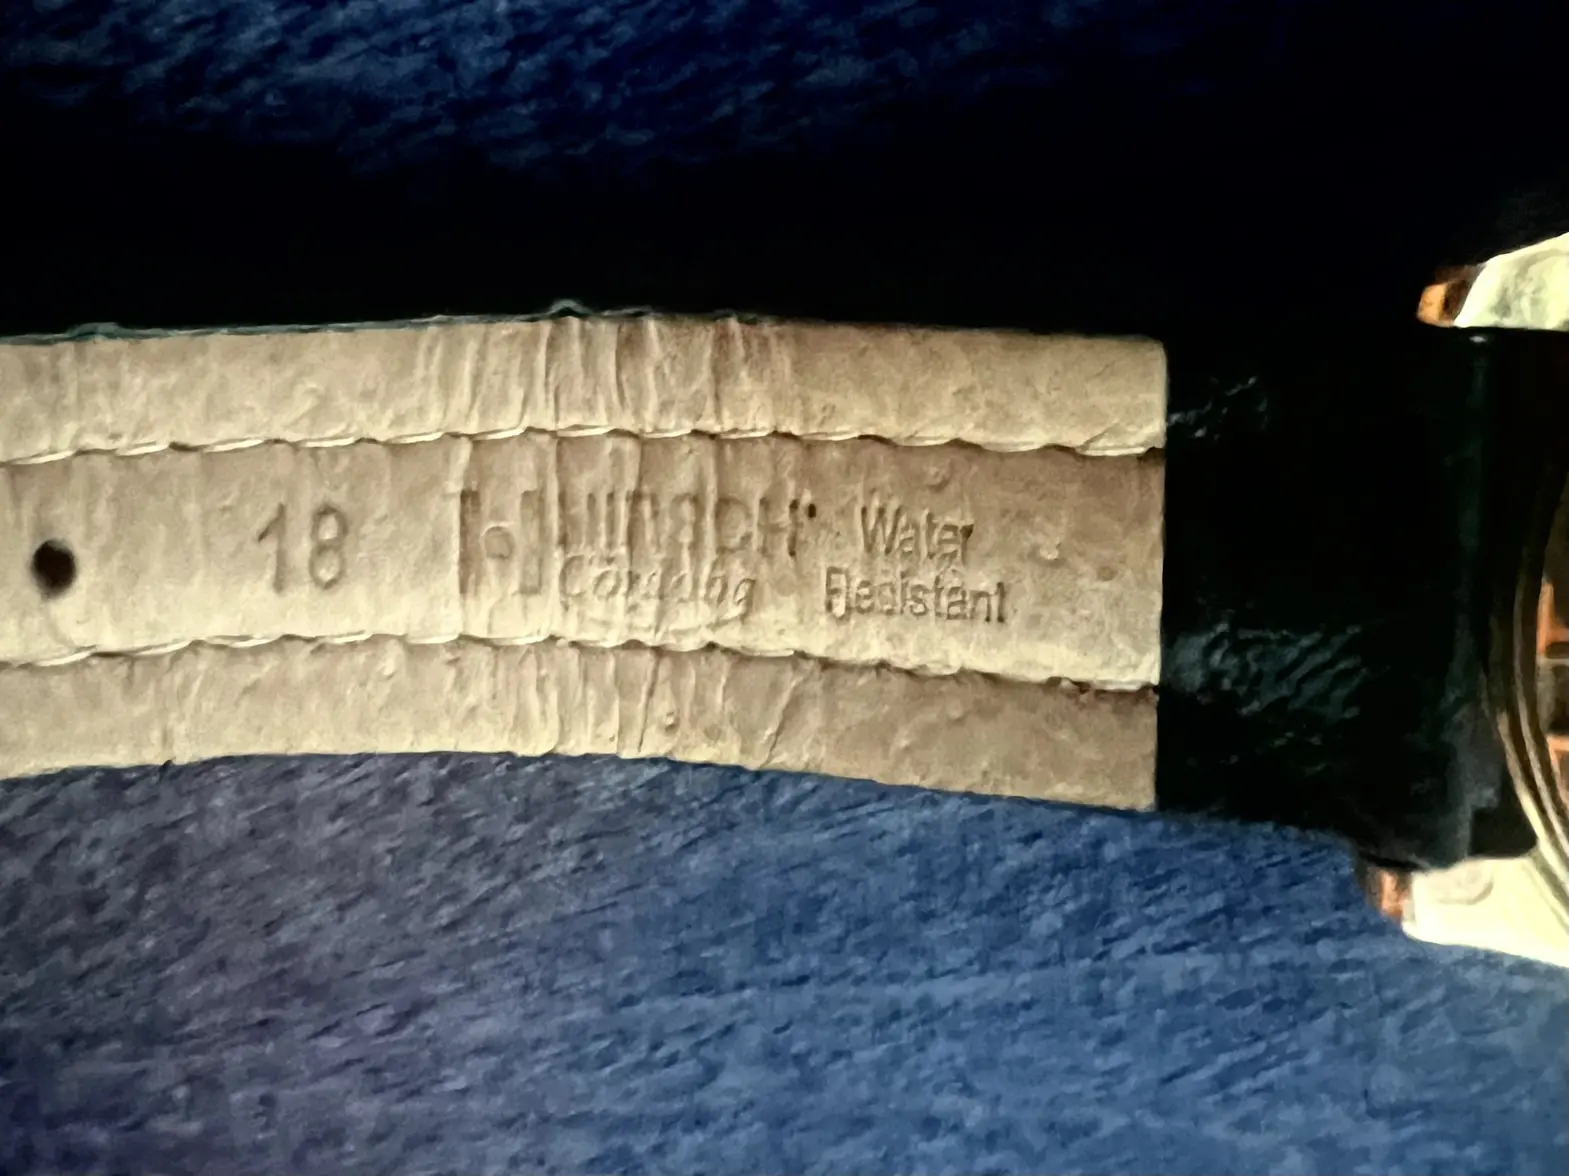 18
HIRSCH
Water
Resistant